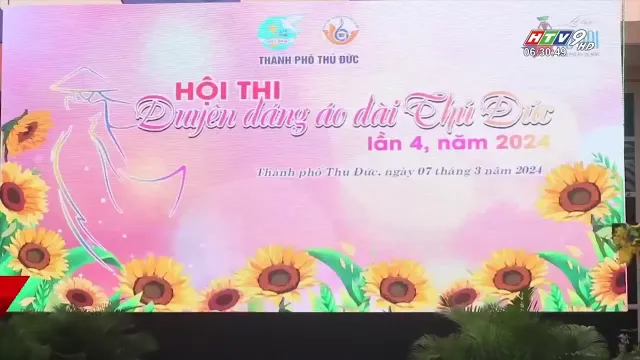 HTV9 HD
06:30:49
THÀNH PHỐ THỦ ĐỨC
HỘI THI
Duyên dáng áo dài Thủ Đức
lần 4, năm 2024
Thành phố Thủ Đức, ngày 07 tháng 3 năm 2024